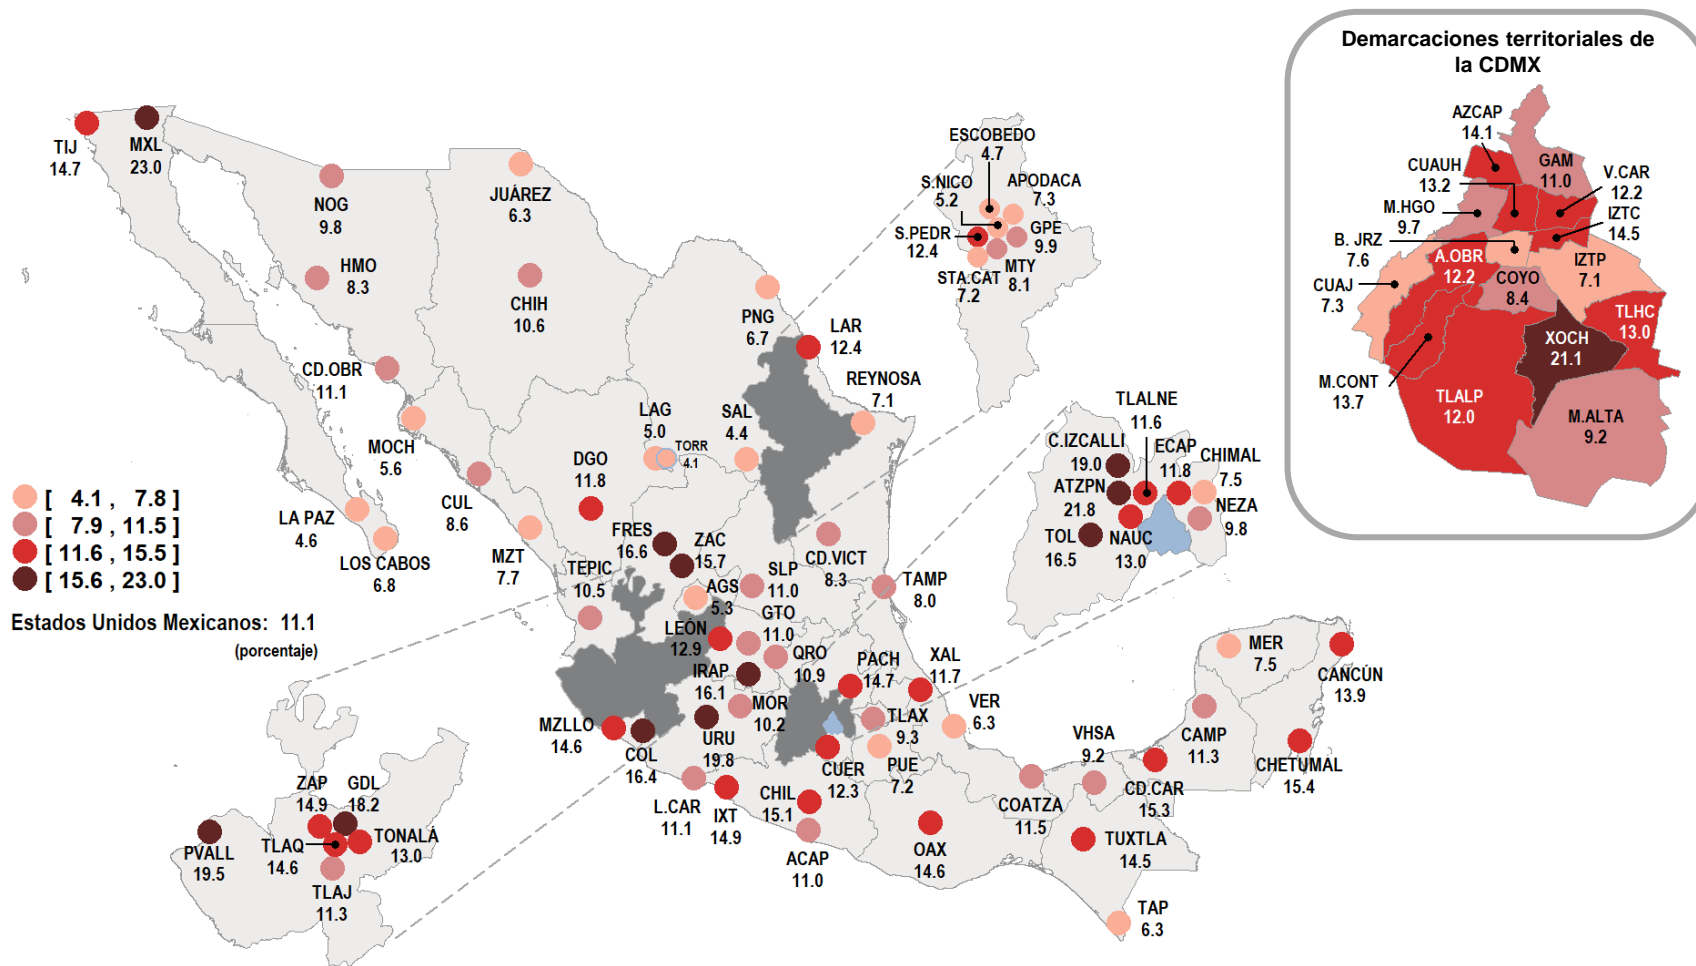 Demarcaciones territoriales de
la CDMX
AZCAP
14.1
CUAUH
13.2
GAM
11.0
V.CAR
12.2
M.HGO
9.7
IZTC
14.5
B. JRZ
7.6
A.OBR
12.2
IZTP
7.1
CUAJ
7.3
COYO
8.4
TLHC
13.0
XOCH
21.1
M.CONT
13.7
TLALP
12.0
M.ALTA
9.2
TIJ
14.7
MXL
23.0
NOG
9.8
JUÁREZ
6.3
HMO
8.3
CHIH
10.6
ESCOBEDO
4.7
S.NICO
5.2
APODACA
7.3
S.PEDR
12.4
GPE
9.9
MTY
8.1
STA.CAT
7.2
PNG
6.7
LAR
12.4
REYNOSA
7.1
CD.OBR
11.1
MOCH
5.6
LAG
5.0
TORR
4.1
SAL
4.4
DGO
11.8
CUL
8.6
LA PAZ
4.6
LOS CABOS
6.8
MZT
7.7
FRES
16.6
ZAC
15.7
TEPIC
10.5
AGS
5.3
SLP
11.0
CD.VICT
8.3
TAMP
8.0
TLALNE
11.6
C.IZCALLI
19.0
ECAP
11.8
CHIMAL
7.5
ATZPN
21.8
NEZA
9.8
TOL
16.5
NAUC
13.0
[ 4.1 , 7.8 ]
[ 7.9 , 11.5 ]
[ 11.6 , 15.5 ]
[ 15.6 , 23.0 ]
Estados Unidos Mexicanos: 11.1
(porcentaje)
LEÓN
12.9
GTO
11.0
QRO
10.9
IRAP
16.1
PACH
14.7
XAL
11.7
MOR
10.2
MZLLO
14.6
COL
16.4
URU
19.8
TLAX
9.3
VER
6.3
CUER
12.3
PUE
7.2
L.CAR
11.1
IXT
14.9
CHIL
15.1
ACAP
11.0
OAX
14.6
COATZA
11.5
VHSA
9.2
CD.CAR
15.3
TUXTLA
14.5
TAP
6.3
MER
7.5
CANCÚN
13.9
CAMP
11.3
CHETUMAL
15.4
ZAP
14.9
GDL
18.2
PVALL
19.5
TLAQ
14.6
TONALÁ
13.0
TLAJ
11.3